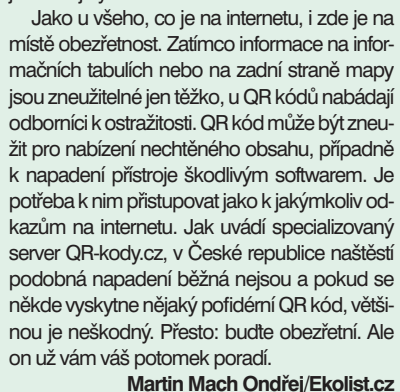 Jako u všeho, co je na internetu, i zde je na
místě obezřetnost. Zatímco informace na infor-
mačních tabulích nebo na zadní straně mapy
jsou zneužitelné jen těžko, u QR kódů nabádají
odborníci k ostražitosti. QR kód může být zneu-
žit pro nabízení nechtěného obsahu, případně
k napadení přístroje škodlivým softwarem. Je
potřeba k nim přistupovat jako k jakýmkoliv od-
kazům na internetu. Jak uvádí specializovaný
server QR-kody.cz, v České republice naštěstí
podobná napadení běžná nejsou a pokud se
někde vyskytne nějaký pofidérní QR kód, větši-
nou je neškodný. Přesto: buďte obezřetní. Ale
on už vám váš potomek poradí.
Martin Mach Ondřej/Ekolist.cz